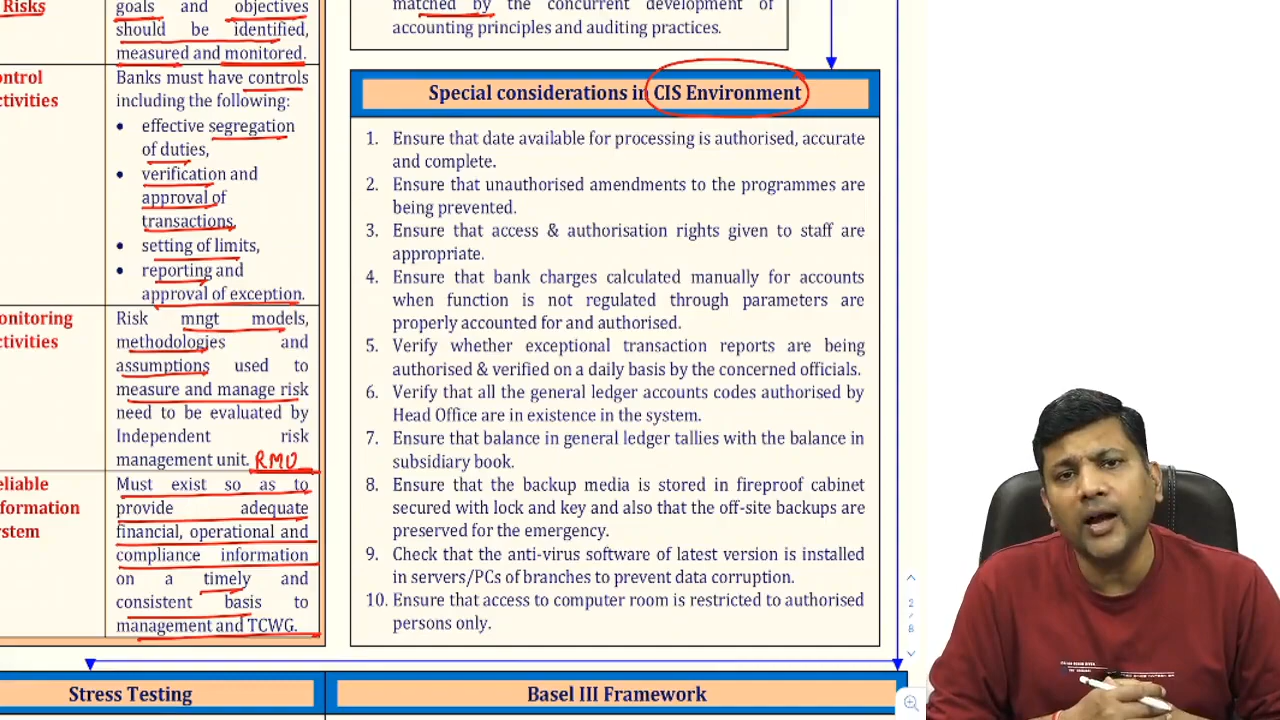 Risks
goals and objectives
should be identified,
measured and monitored.
ontrol
ctivities
Banks must have controls
including the following:
• effective segregation
of duties,
• verification and
approval of
transactions,
• setting of limits,
• reporting and
approval of exception.
onitoring
ctivities
Risk mngt models,
methodologies and
assumptions used to
measure and manage risk
need to be evaluated by
Independent risk
management unit. RMU
eliable
formation
stem
Must exist so as to
provide adequate
financial, operational and
compliance information
on a timely and
consistent basis to
management and TCWG.
matched by the concurrent development of
accounting principles and auditing practices.
Special considerations in CIS Environment
1. Ensure that date available for processing is authorised, accurate
and complete.
2. Ensure that unauthorised amendments to the programmes are
being prevented.
3. Ensure that access & authorisation rights given to staff are
appropriate.
4. Ensure that bank charges calculated manually for accounts
when function is not regulated through parameters are
properly accounted for and authorised.
5. Verify whether exceptional transaction reports are being
authorised & verified on a daily basis by the concerned officials.
6. Verify that all the general ledger accounts codes authorised by
Head Office are in existence in the system.
7. Ensure that balance in general ledger tallies with the balance in
subsidiary book.
8. Ensure that the backup media is stored in fireproof cabinet
secured with lock and key and also that the off-site backups are
preserved for the emergency.
9. Check that the anti-virus software of latest version is installed
in servers/PCs of branches to prevent data corruption.
10. Ensure that access to computer room is restricted to authorised
persons only.
Stress Testing
Basel III Framework
2
/
8